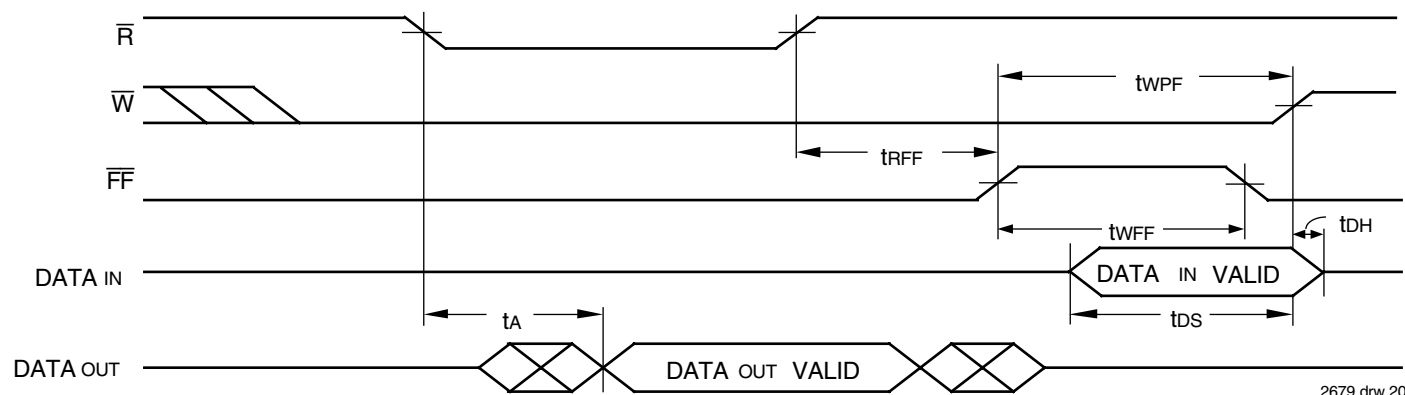 R̅
tWPF
W̅
tRFF
F̅F̅
tWFF
tDH
DATA IN
DATA IN VALID
tA
tDS
DATA OUT
DATA OUT VALID
2679 drw 20